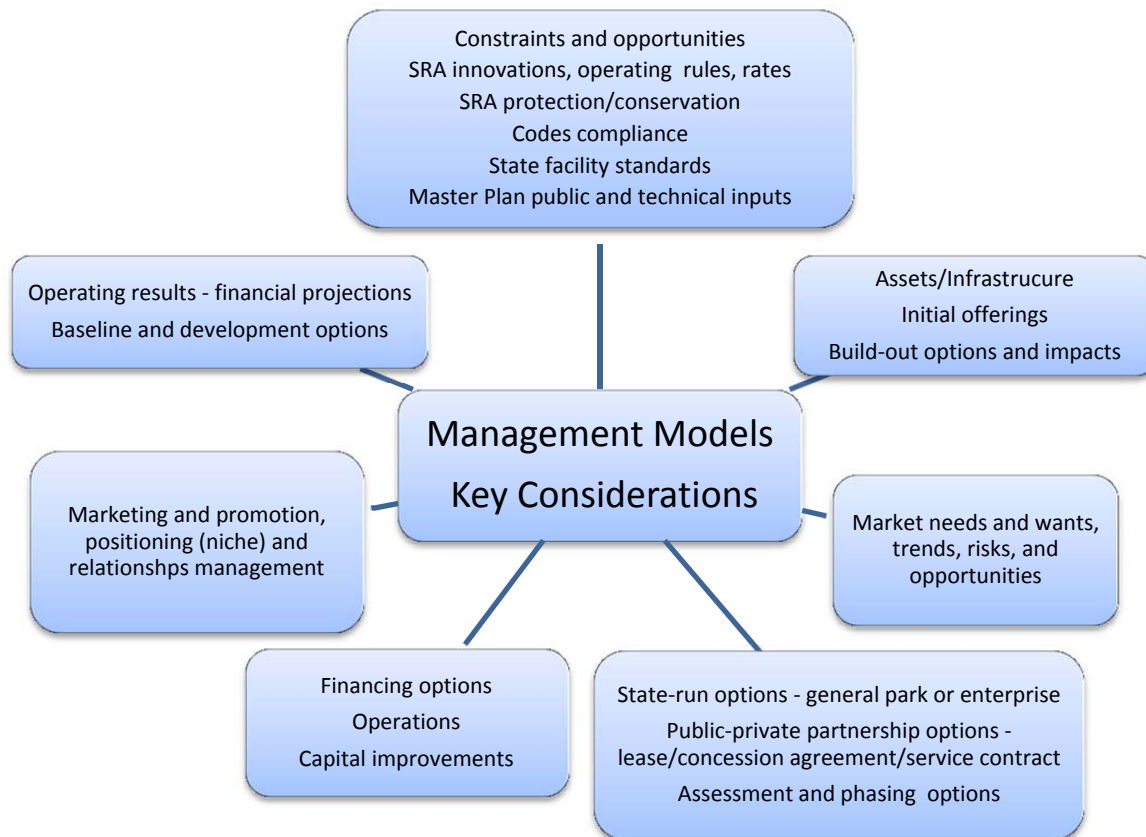 Constraints and opportunities
SRA innovations, operating rules, rates
SRA protection/conservation
Codes compliance
State facility standards
Master Plan public and technical inputs
Operating results - financial projections
Baseline and development options
Assets/Infrastrucure
Initial offerings
Build-out options and impacts
Management Models
Key Considerations
Marketing and promotion,
positioning (niche) and
relationshps management
Market needs and wants,
trends, risks, and
opportunities
Financing options
Operations
Capital improvements
State-run options - general park or enterprise
Public-private partnership options -
lease/concession agreement/service contract
Assessment and phasing options